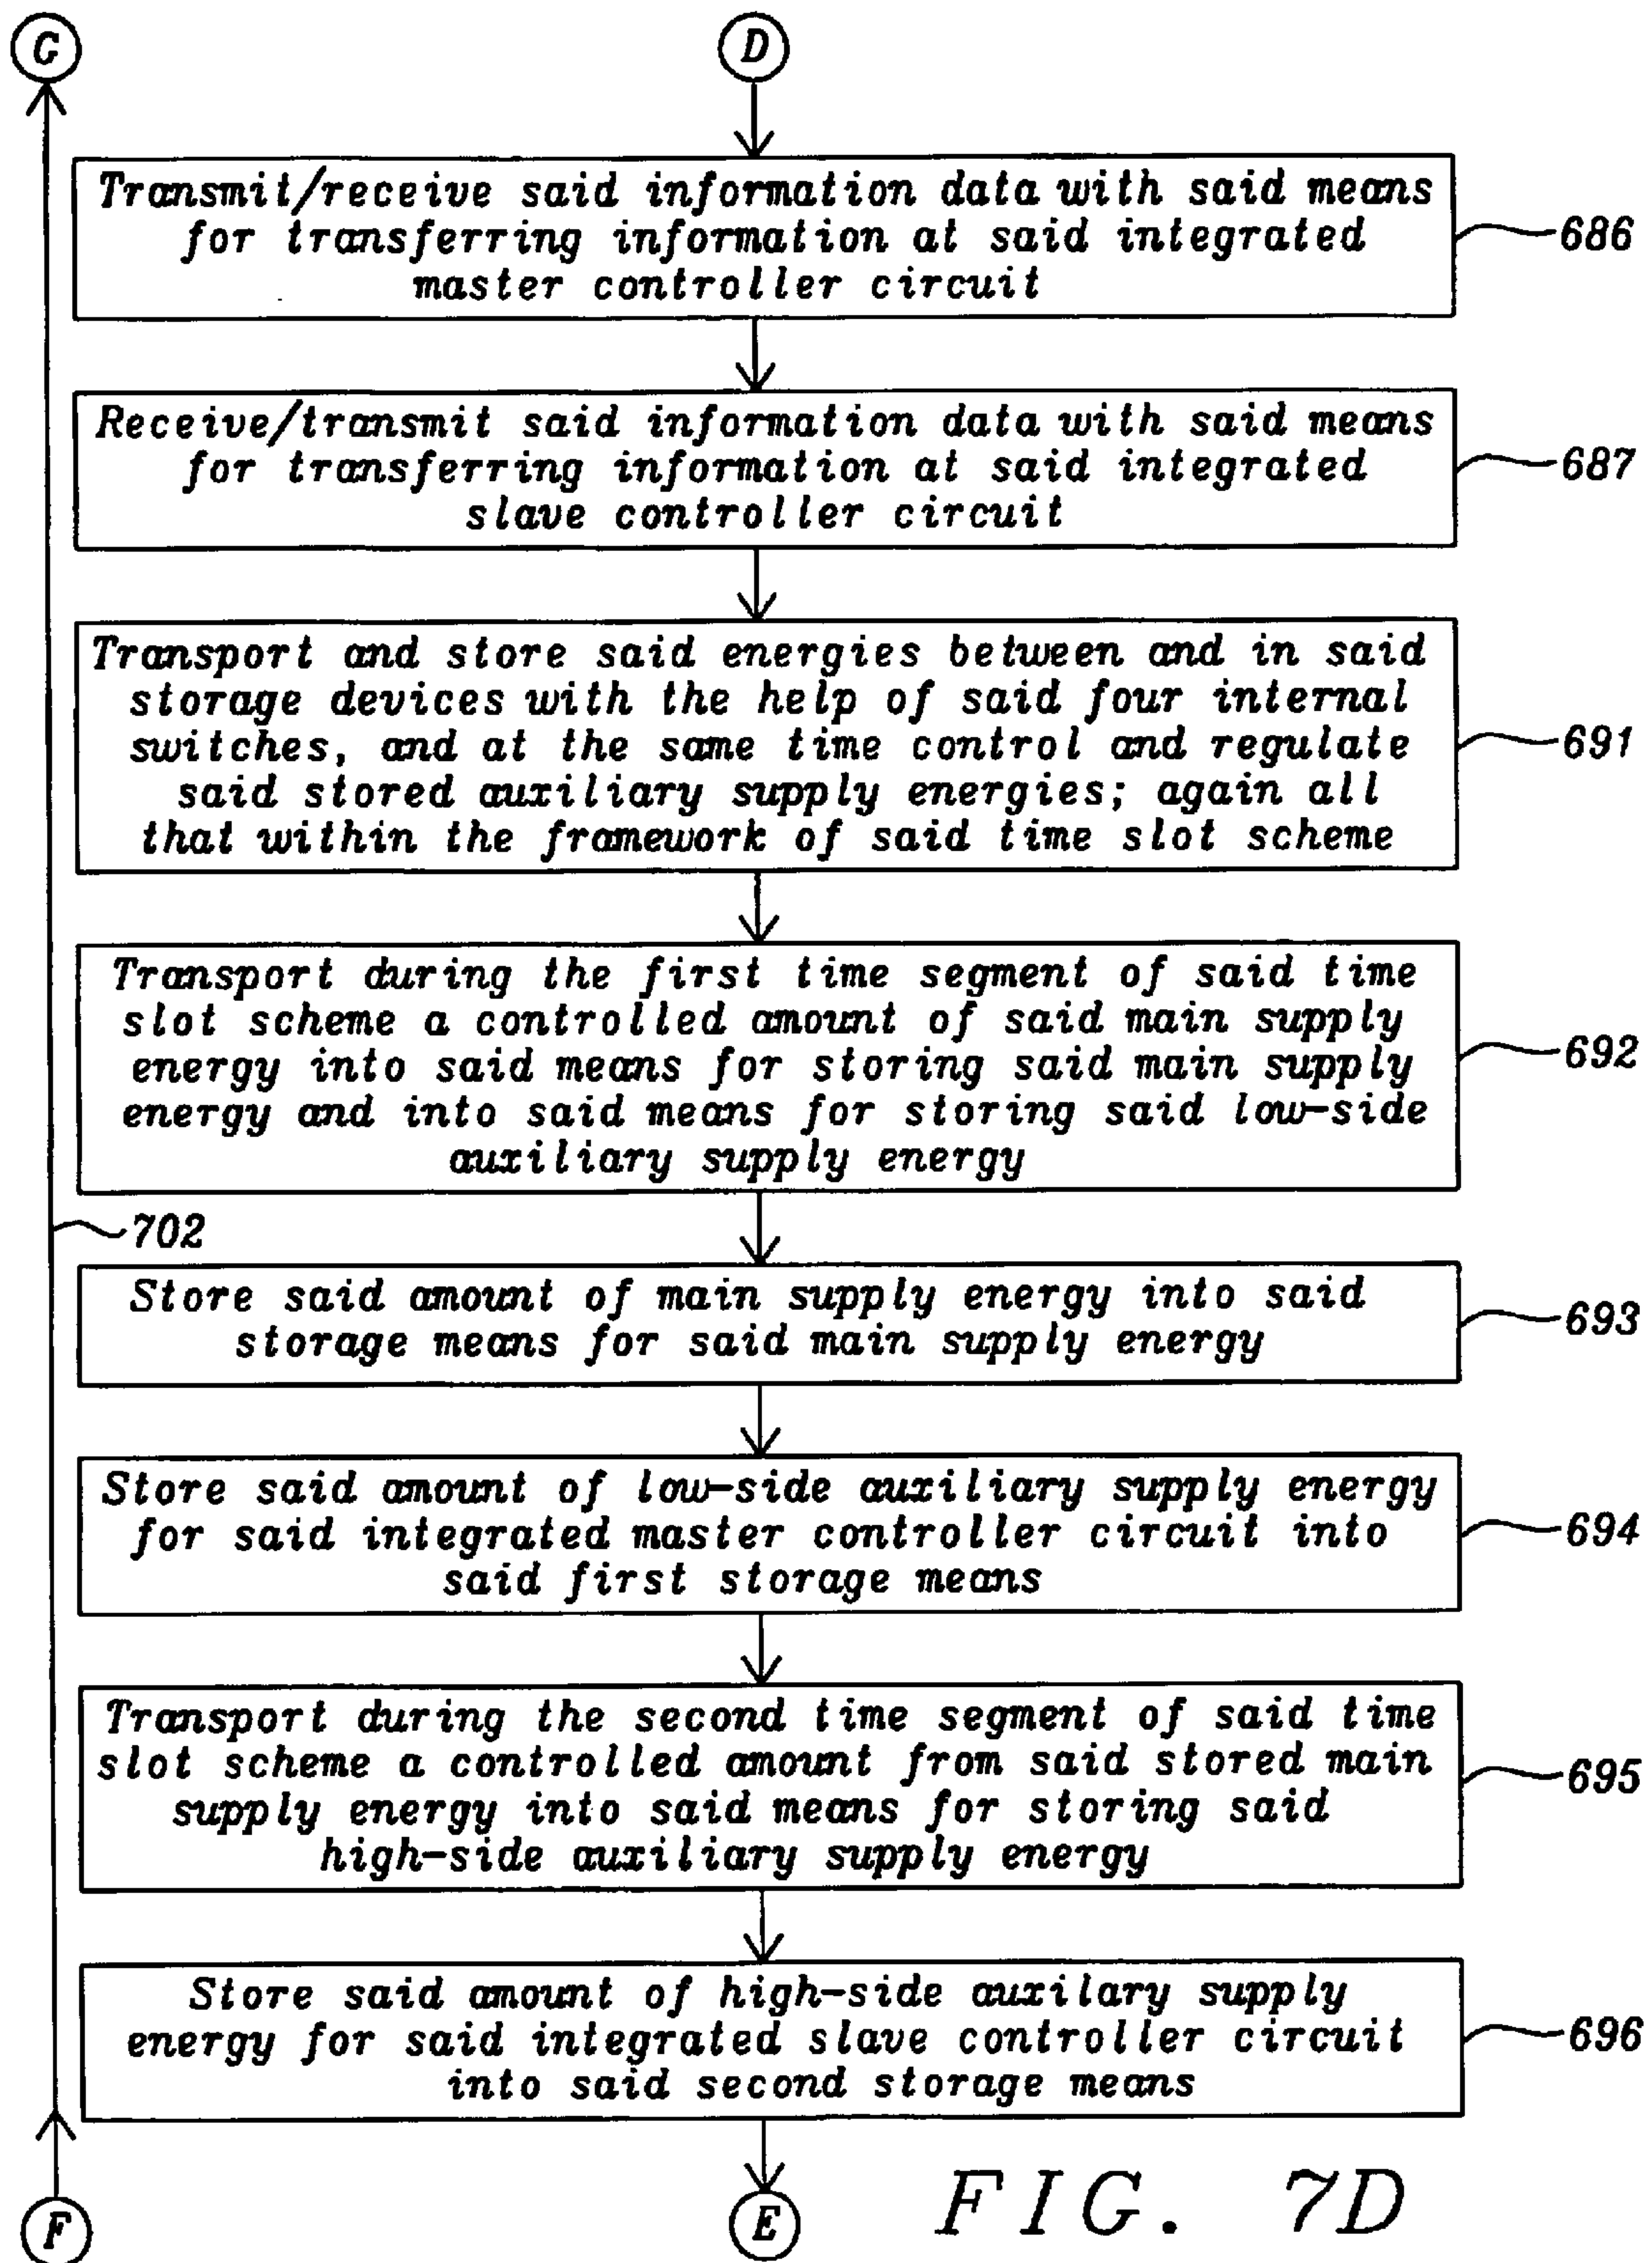 G
D
Transmit/receive said information data with said means
for transferring information at said integrated
master controller circuit
686
Receive/transmit said information data with said means
for transferring information at said integrated
slave controller circuit
687
Transport and store said energies between and in said
storage devices with the help of said four internal
switches, and at the same time control and regulate
said stored auxiliary supply energies; again all
that within the framework of said time slot scheme
691
Transport during the first time segment of said time
slot scheme a controlled amount of said main supply
energy into said means for storing said main supply
energy and into said means for storing said low-side
auxiliary supply energy
692
702
Store said amount of main supply energy into said
storage means for said main supply energy
693
Store said amount of low-side auxiliary supply energy
for said integrated master controller circuit into
said first storage means
694
Transport during the second time segment of said time
slot scheme a controlled amount from said stored main
supply energy into said means for storing said
high-side auxiliary supply energy
695
Store said amount of high-side auxilary supply
energy for said integrated slave controller circuit
into said second storage means
696
F
E
FIG. 7D